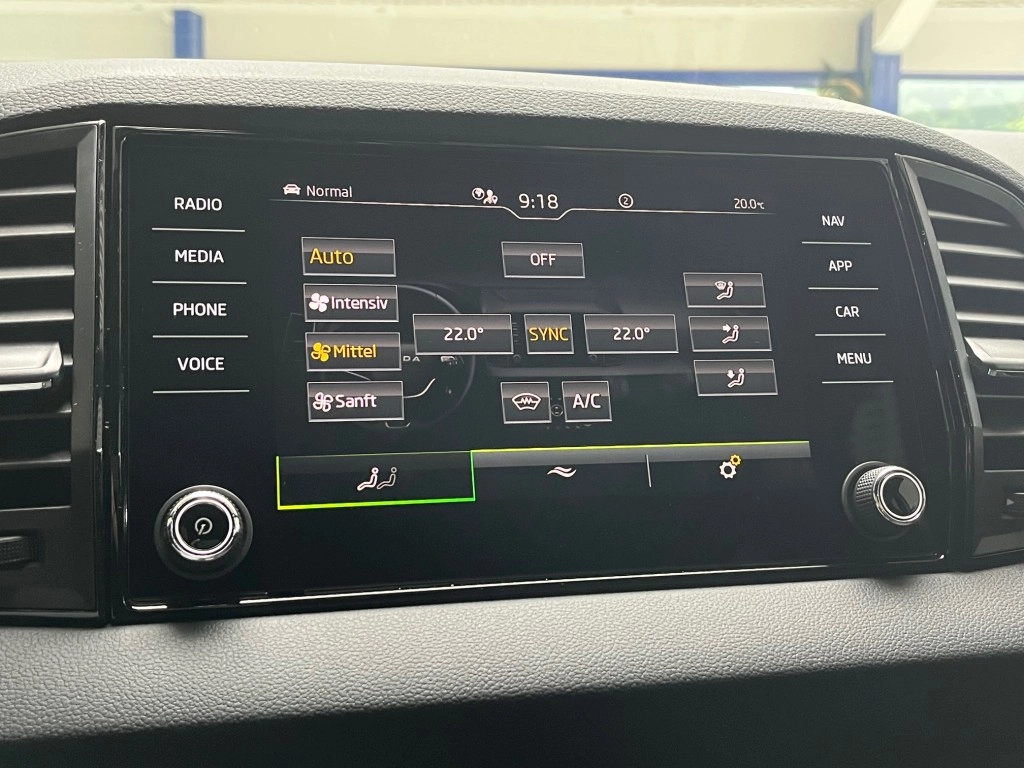 RADIO
MEDIA
PHONE
VOICE
Normal
9:18
2
20.0°C
Auto
OFF
Intensiv
22.0°
SYNC
22.0°
Mittel
Sanft
A/C
NAV
APP
CAR
MENU